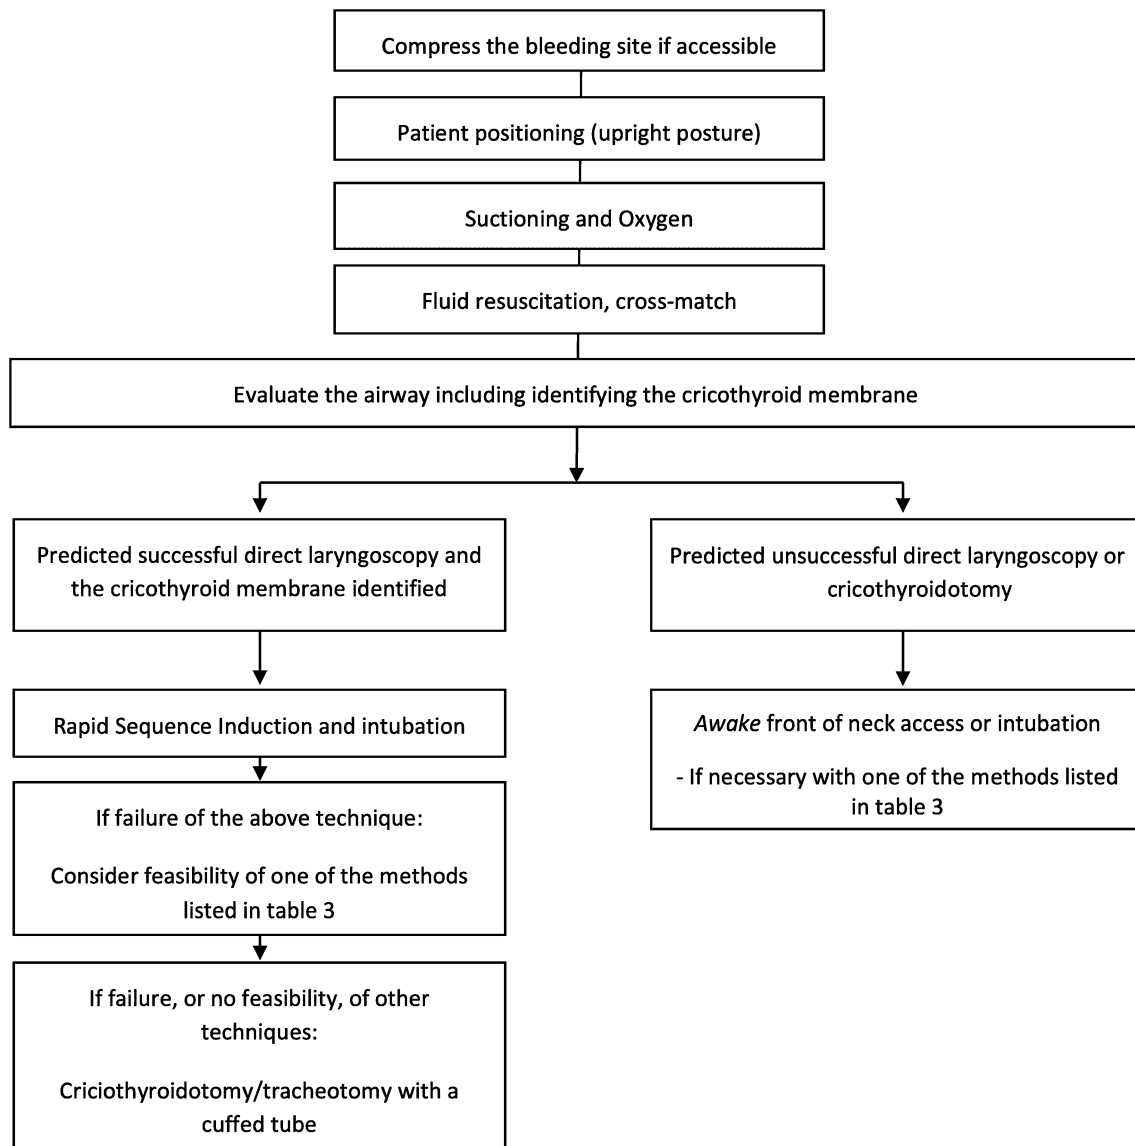 Compress the bleeding site if accessible
Patient positioning (upright posture)
Suctioning and Oxygen
Fluid resuscitation, cross-match
Evaluate the airway including identifying the cricothyroid membrane
Predicted successful direct laryngoscopy and
the cricothyroid membrane identified
Predicted unsuccessful direct laryngoscopy or
cricothyroidotomy
Rapid Sequence Induction and intubation
Awake front of neck access or intubation
- If necessary with one of the methods listed
in table 3
If failure of the above technique:
Consider feasibility of one of the methods
listed in table 3
If failure, or no feasibility, of other
techniques:
Criciothyroidotomy/tracheotomy with a
cuffed tube